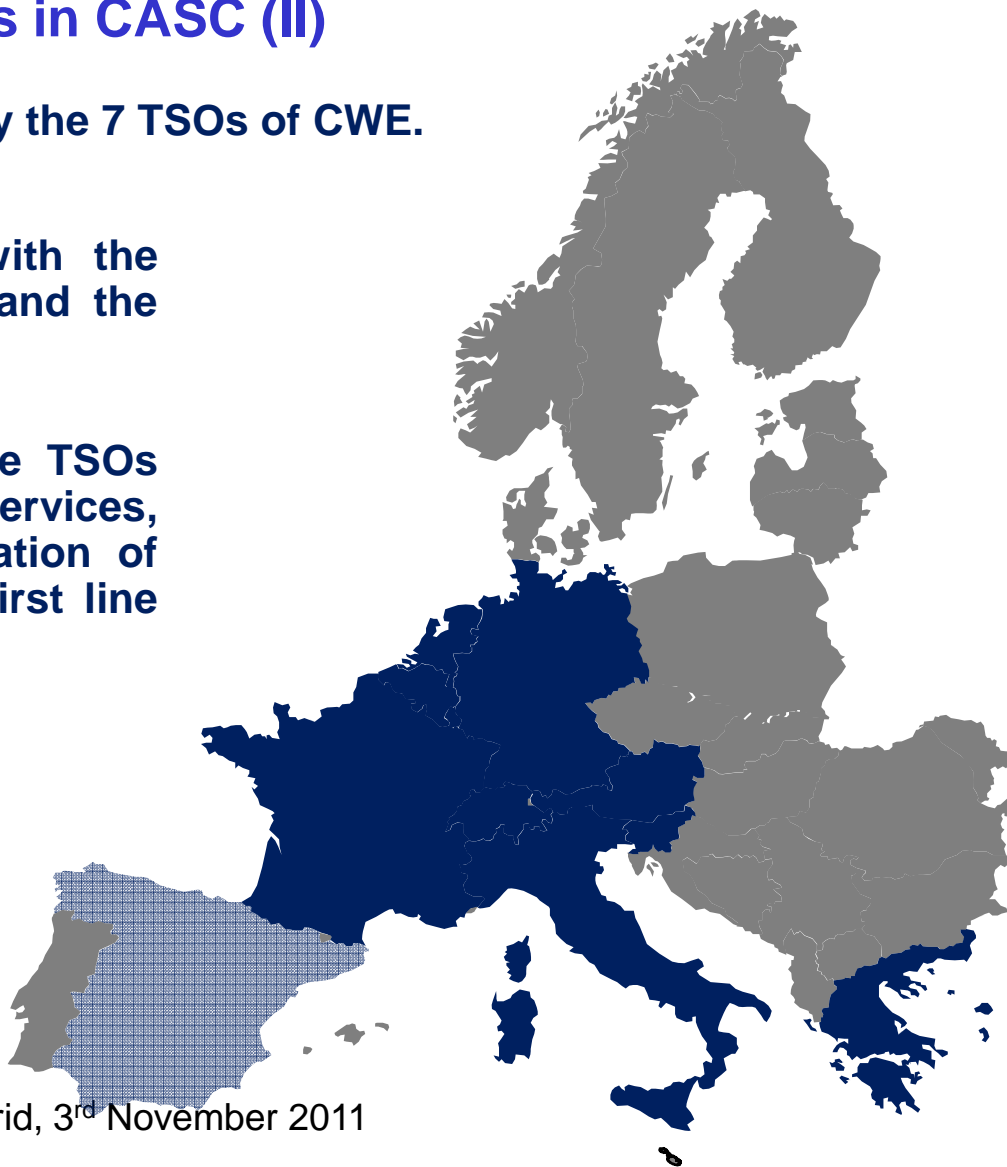 s in CASC (II)
y the 7 TSOs of CWE.
with the
and the
e TSOs
ervices,
ation of
irst line
rid, 3rd November 2011